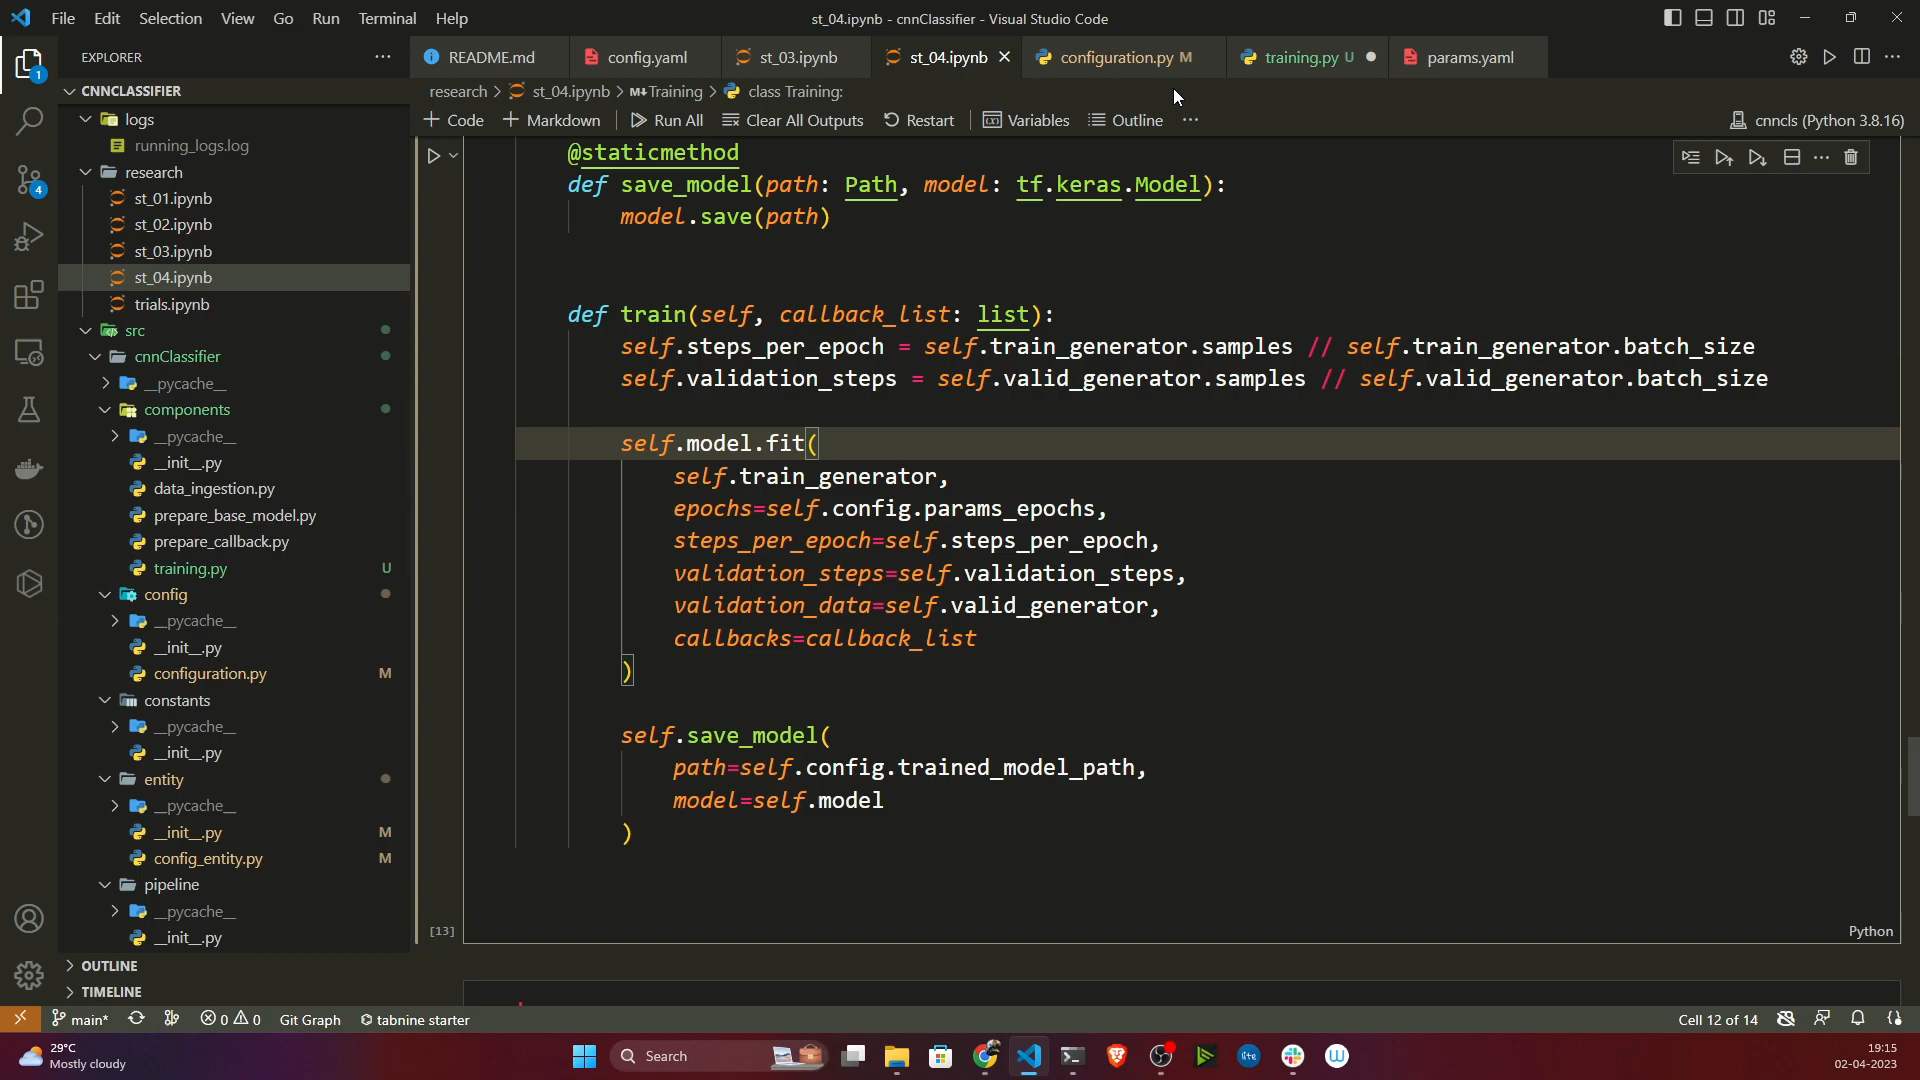 File Edit Selection View Go Run Terminal Help
st_04.ipynb - cnnClassifier - Visual Studio Code
EXPLORER
README.md
config.yaml
st_03.ipynb
st_04.ipynb
configuration.py M
training.py U
params.yaml
research > st_04.ipynb > M↓ Training > class Training:
+ Code + Markdown Run All Clear All Outputs Restart Variables Outline
cnncls (Python 3.8.16)
CNNCLASSIFIER
logs
running_logs.log
research
st_01.ipynb
st_02.ipynb
st_03.ipynb
st_04.ipynb
trials.ipynb
src
cnnClassifier
__pycache__
components
__pycache__
__init__.py
data_ingestion.py
prepare_base_model.py
prepare_callback.py
training.py U
config
__pycache__
__init__.py
configuration.py M
constants
__pycache__
__init__.py
entity
__pycache__
__init__.py M
config_entity.py M
pipeline
__pycache__
__init__.py
OUTLINE
TIMELINE
1
4
@staticmethod
def save_model(path: Path, model: tf.keras.Model):
model.save(path)
def train(self, callback_list: list):
self.steps_per_epoch = self.train_generator.samples // self.train_generator.batch_size
self.validation_steps = self.valid_generator.samples // self.valid_generator.batch_size
self.model.fit(
self.train_generator,
epochs=self.config.params_epochs,
steps_per_epoch=self.steps_per_epoch,
validation_steps=self.validation_steps,
validation_data=self.valid_generator,
callbacks=callback_list
)
self.save_model(
path=self.config.trained_model_path,
model=self.model
)
[13]
Python
main* 0 0 Git Graph tabnine starter
Cell 12 of 14
29°C
Mostly cloudy
Search
lite
19:15
02-04-2023